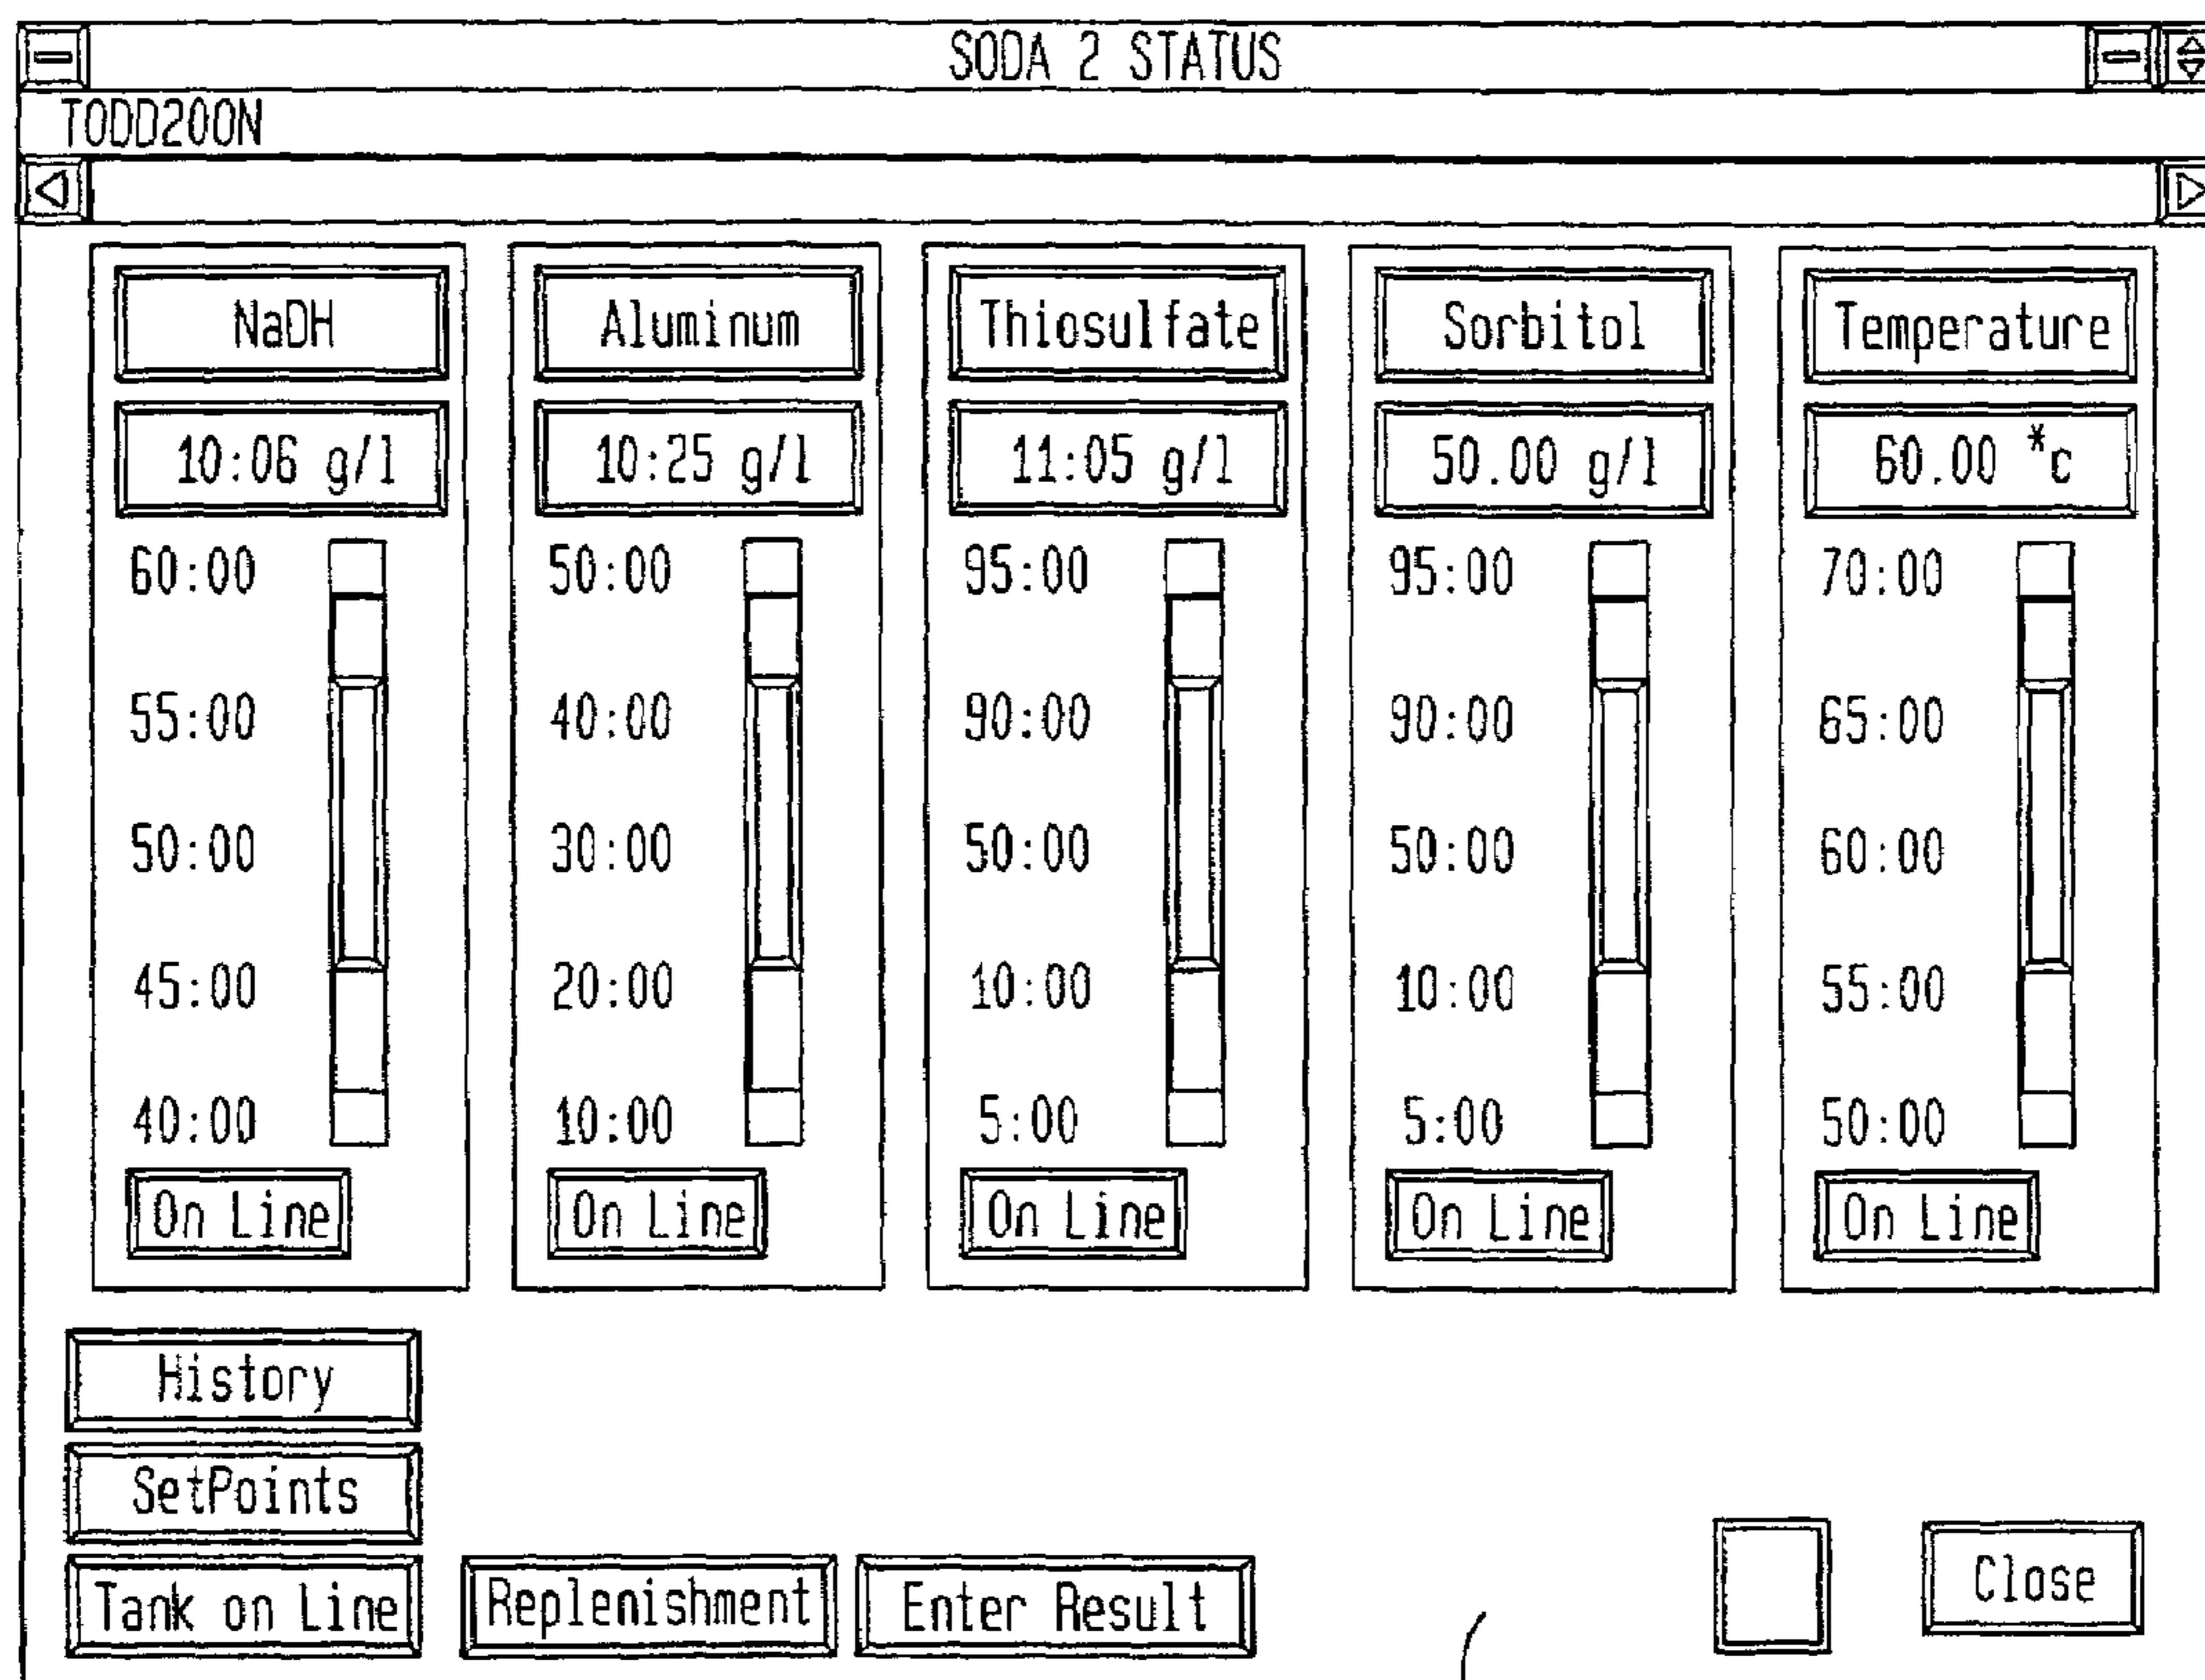 SODA 2 STATUS
TODD200N
NaOH Aluminum Thiosulfate Sorbitol Temperature
10:06 g/l 10:25 g/l 11:05 g/l 50.00 g/l 60.00 *c
60:00 50:00 95:00 95:00 70:00
55:00 40:00 90:00 90:00 65:00
50:00 30:00 50:00 50:00 60:00
45:00 20:00 10:00 10:00 55:00
40:00 10:00 5:00 5:00 50:00
On Line On Line On Line On Line On Line
History
SetPoints
Tank on Line Replenishment Enter Result Close